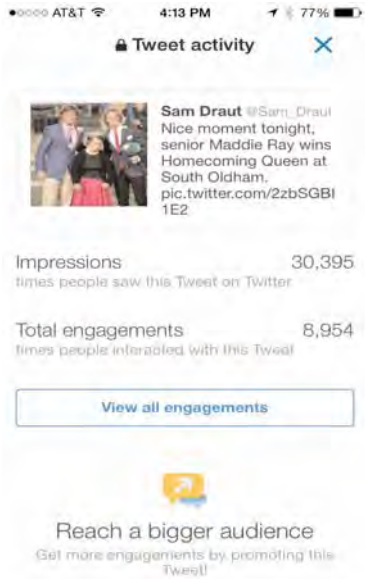 AT&T 4:13 PM 77%
Tweet activity
Sam Draut @Sam_Draut
Nice moment tonight,
senior Maddie Ray wins
Homecoming Queen at
South Oldham.
pic.twitter.com/2zbSGBI
1E2
Impressions 30,395
times people saw this Tweet on Twitter
Total engagements 8,954
times people interacted with this Tweet
View all engagements
Reach a bigger audience
Get more engagements by promoting this
Tweet!